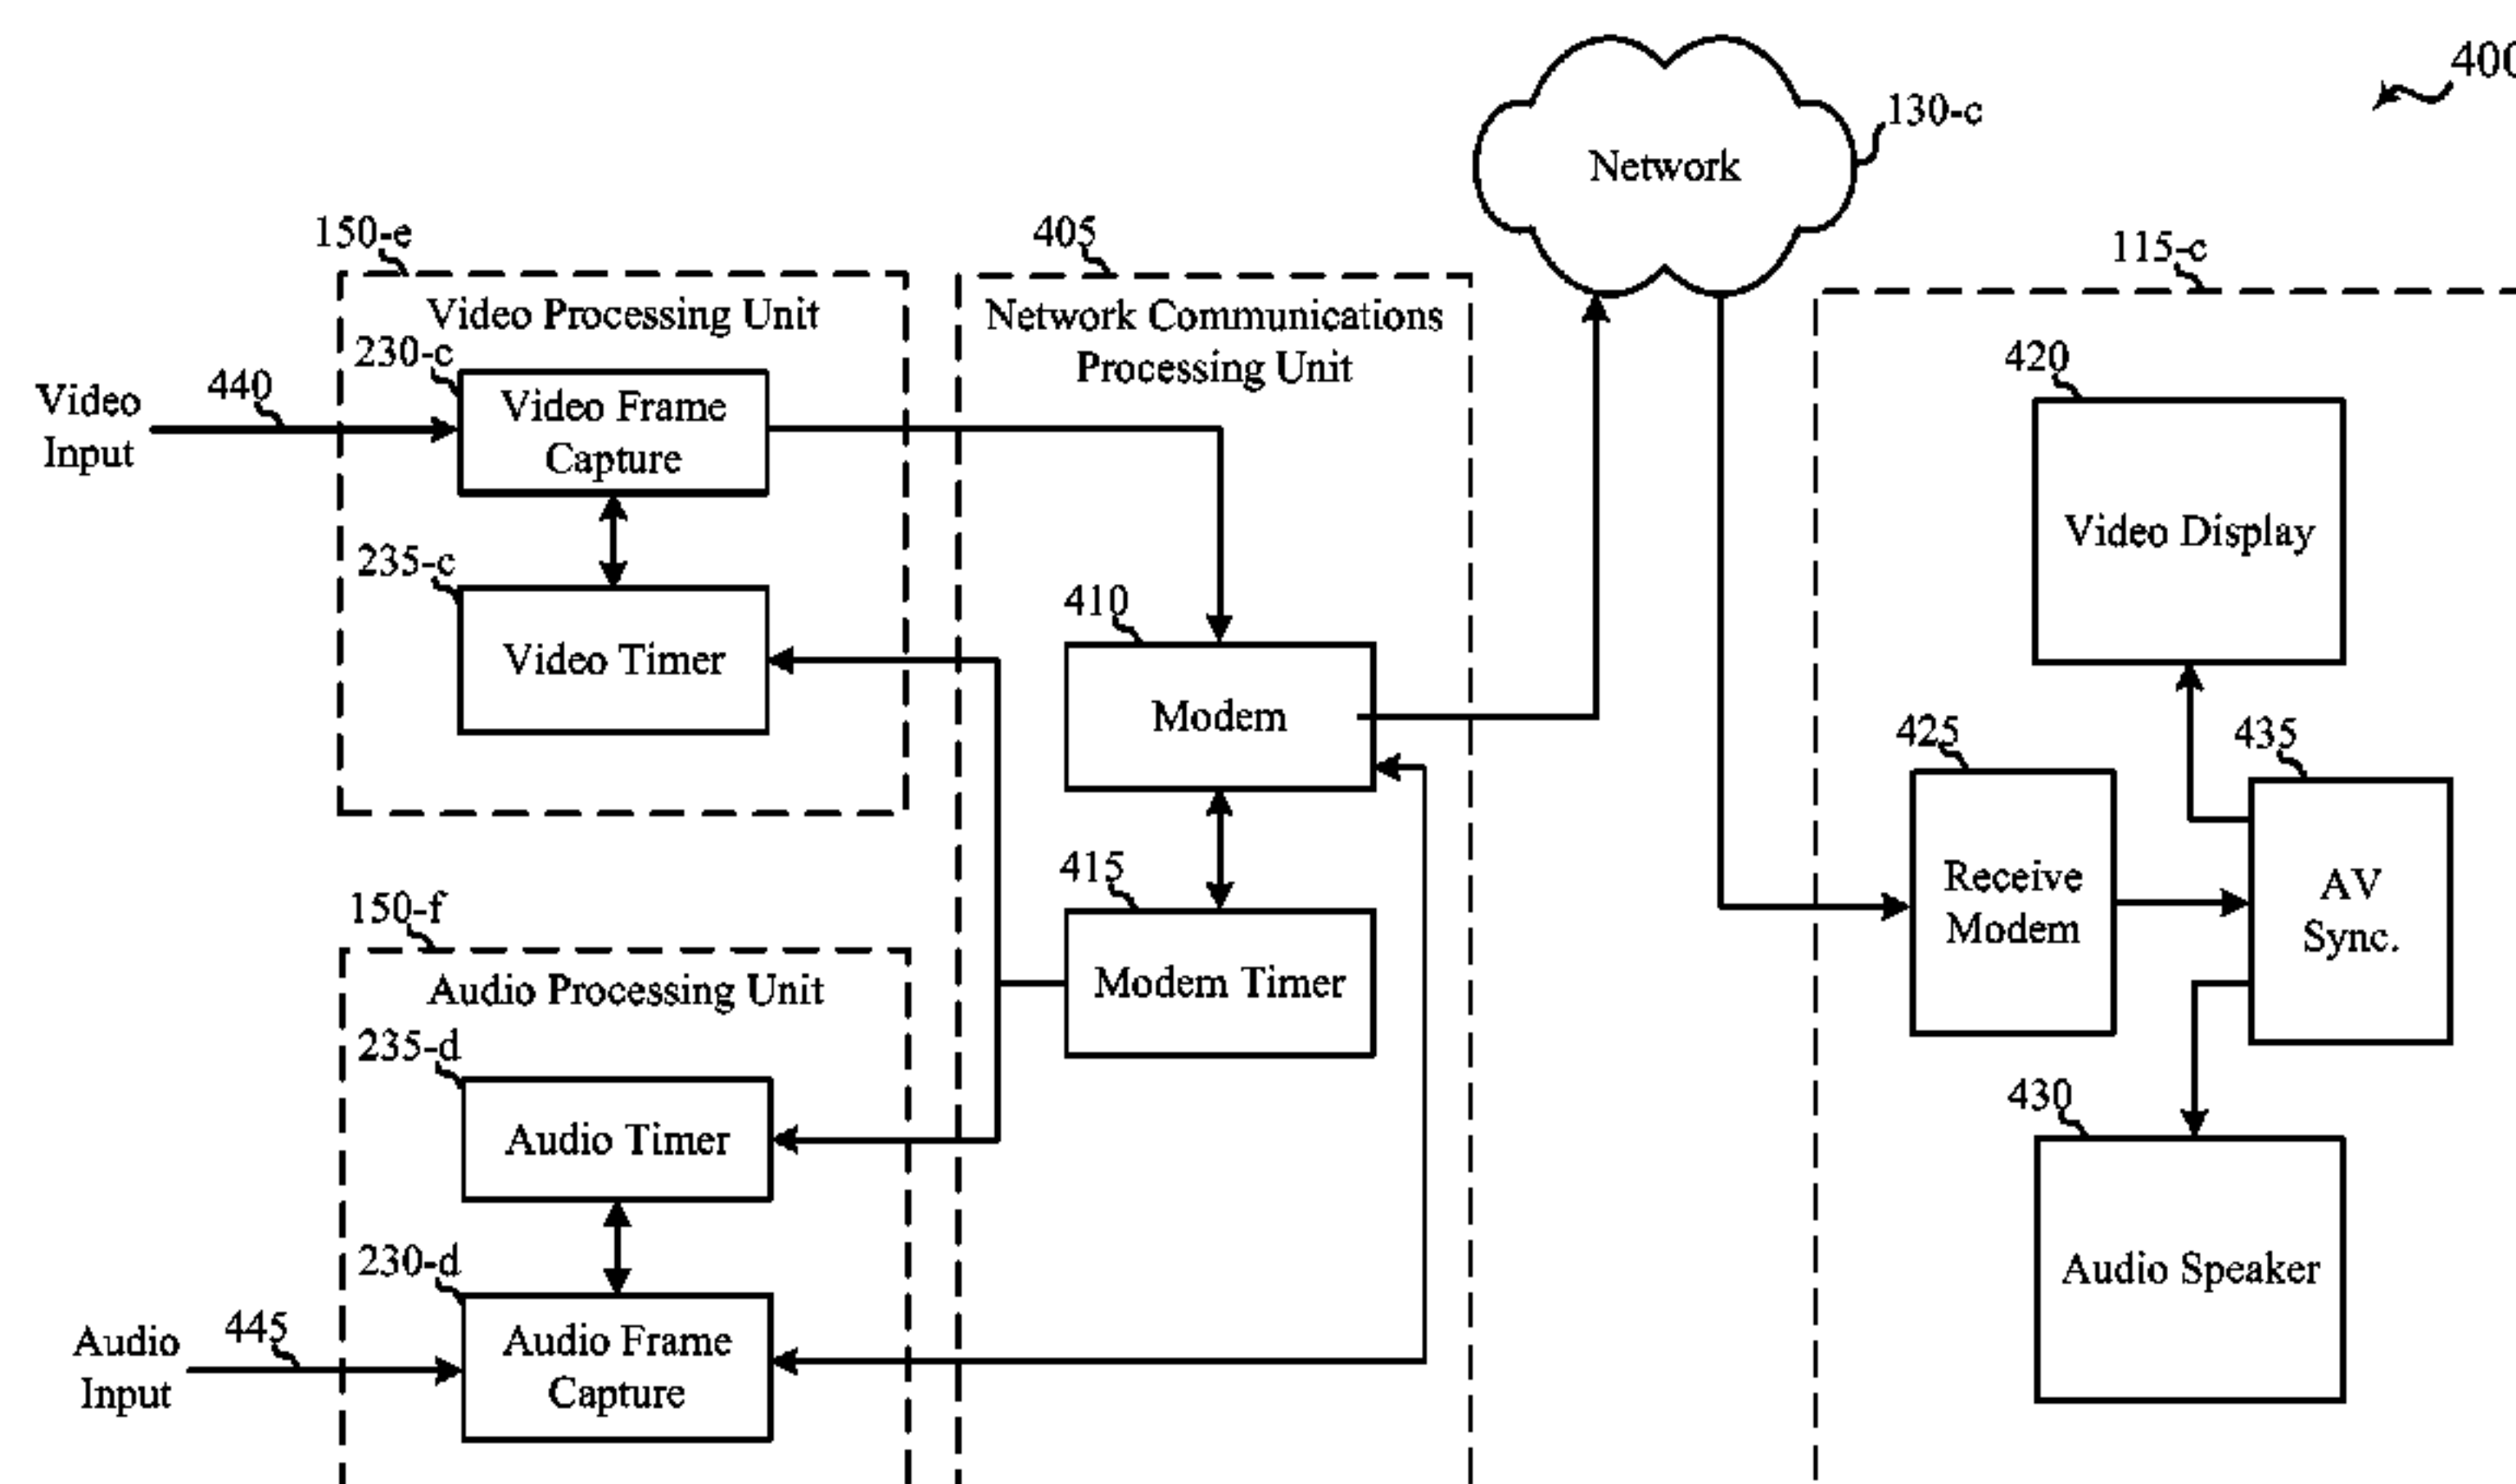 400
130-c
Network
150-e
405
115-c
Video Processing Unit
Network Communications
Processing Unit
230-c
420
440
Video
Input
Video Frame
Capture
Video Display
235-c
410
Video Timer
Modem
425
435
415
Receive
Modem
AV
Sync.
150-f
Audio Processing Unit
Modem Timer
235-d
430
Audio Timer
230-d
Audio Speaker
445
Audio
Input
Audio Frame
Capture